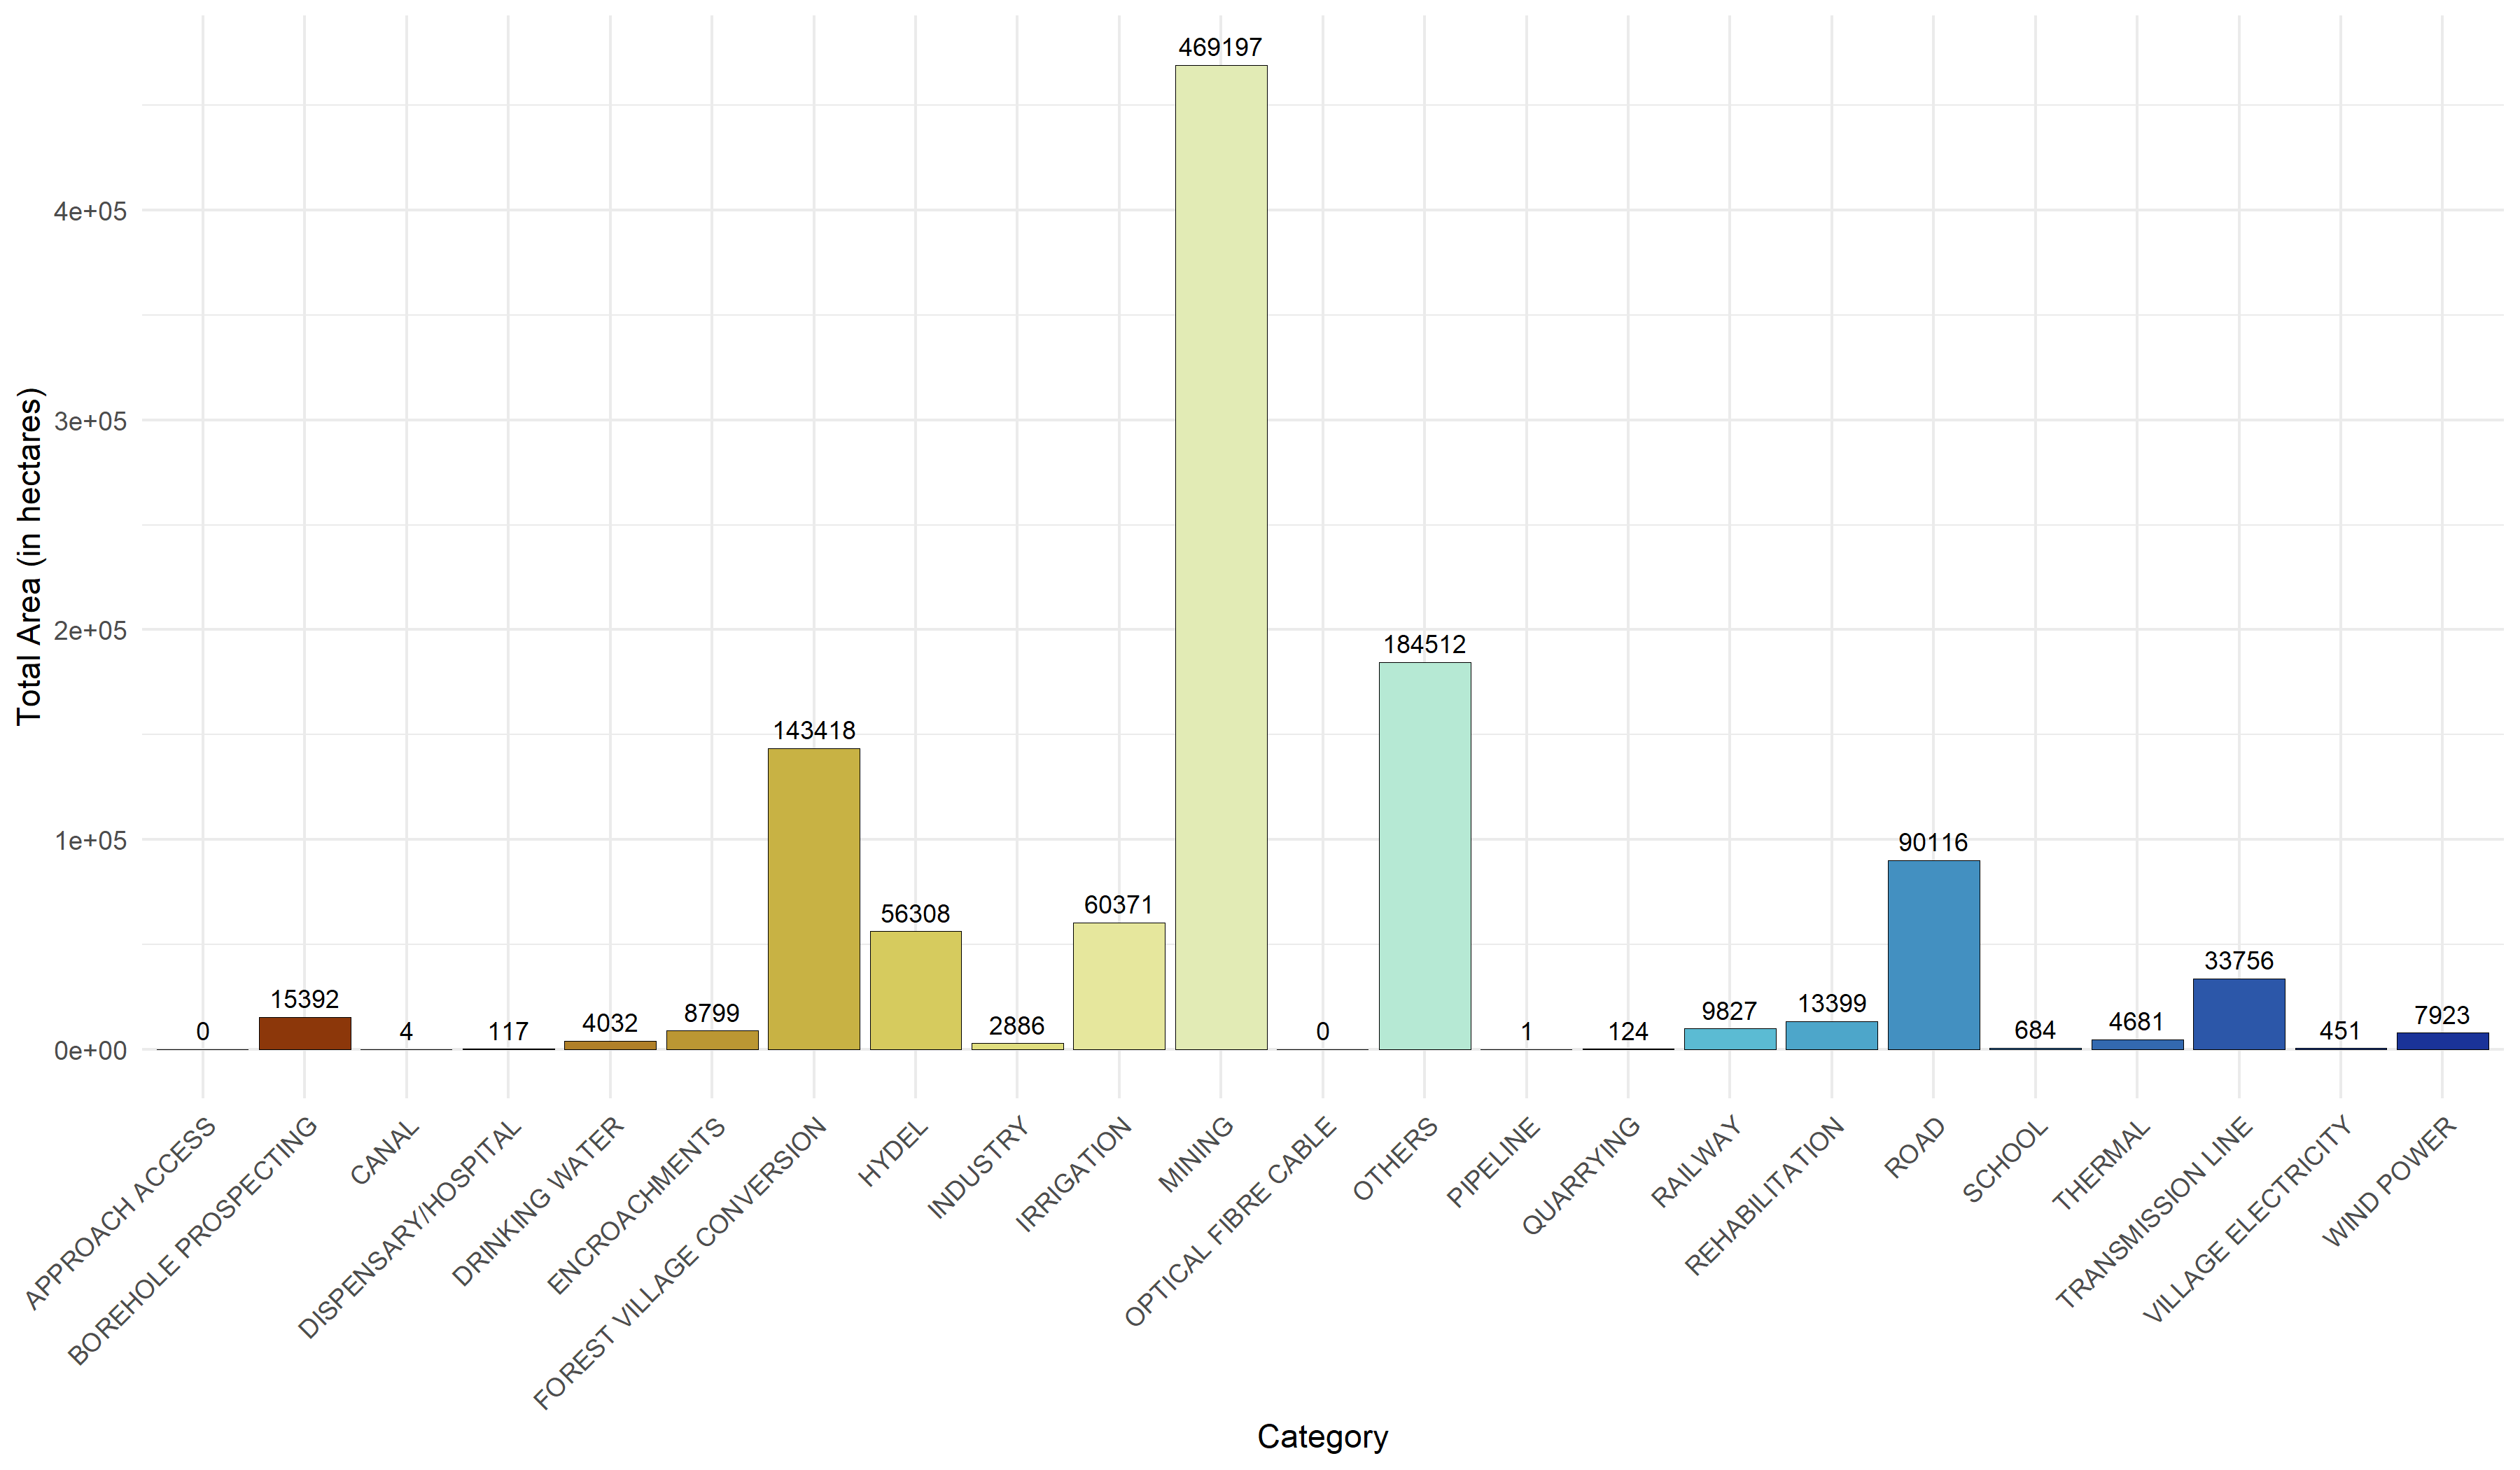 Total Area (in hectares)
4e+05
3e+05
2e+05
1e+05
0e+00
0
15392
4
117
4032
8799
143418
56308
2886
60371
469197
0
184512
1
124
9827
13399
90116
684
4681
33756
451
7923
APPROACH ACCESS
BOREHOLE PROSPECTING
CANAL
DISPENSARY/HOSPITAL
DRINKING WATER
ENCROACHMENTS
FOREST VILLAGE CONVERSION
HYDEL
INDUSTRY
IRRIGATION
MINING
OPTICAL FIBRE CABLE
OTHERS
PIPELINE
QUARRYING
RAILWAY
REHABILITATION
ROAD
SCHOOL
THERMAL
TRANSMISSION LINE
VILLAGE ELECTRICITY
WIND POWER
Category